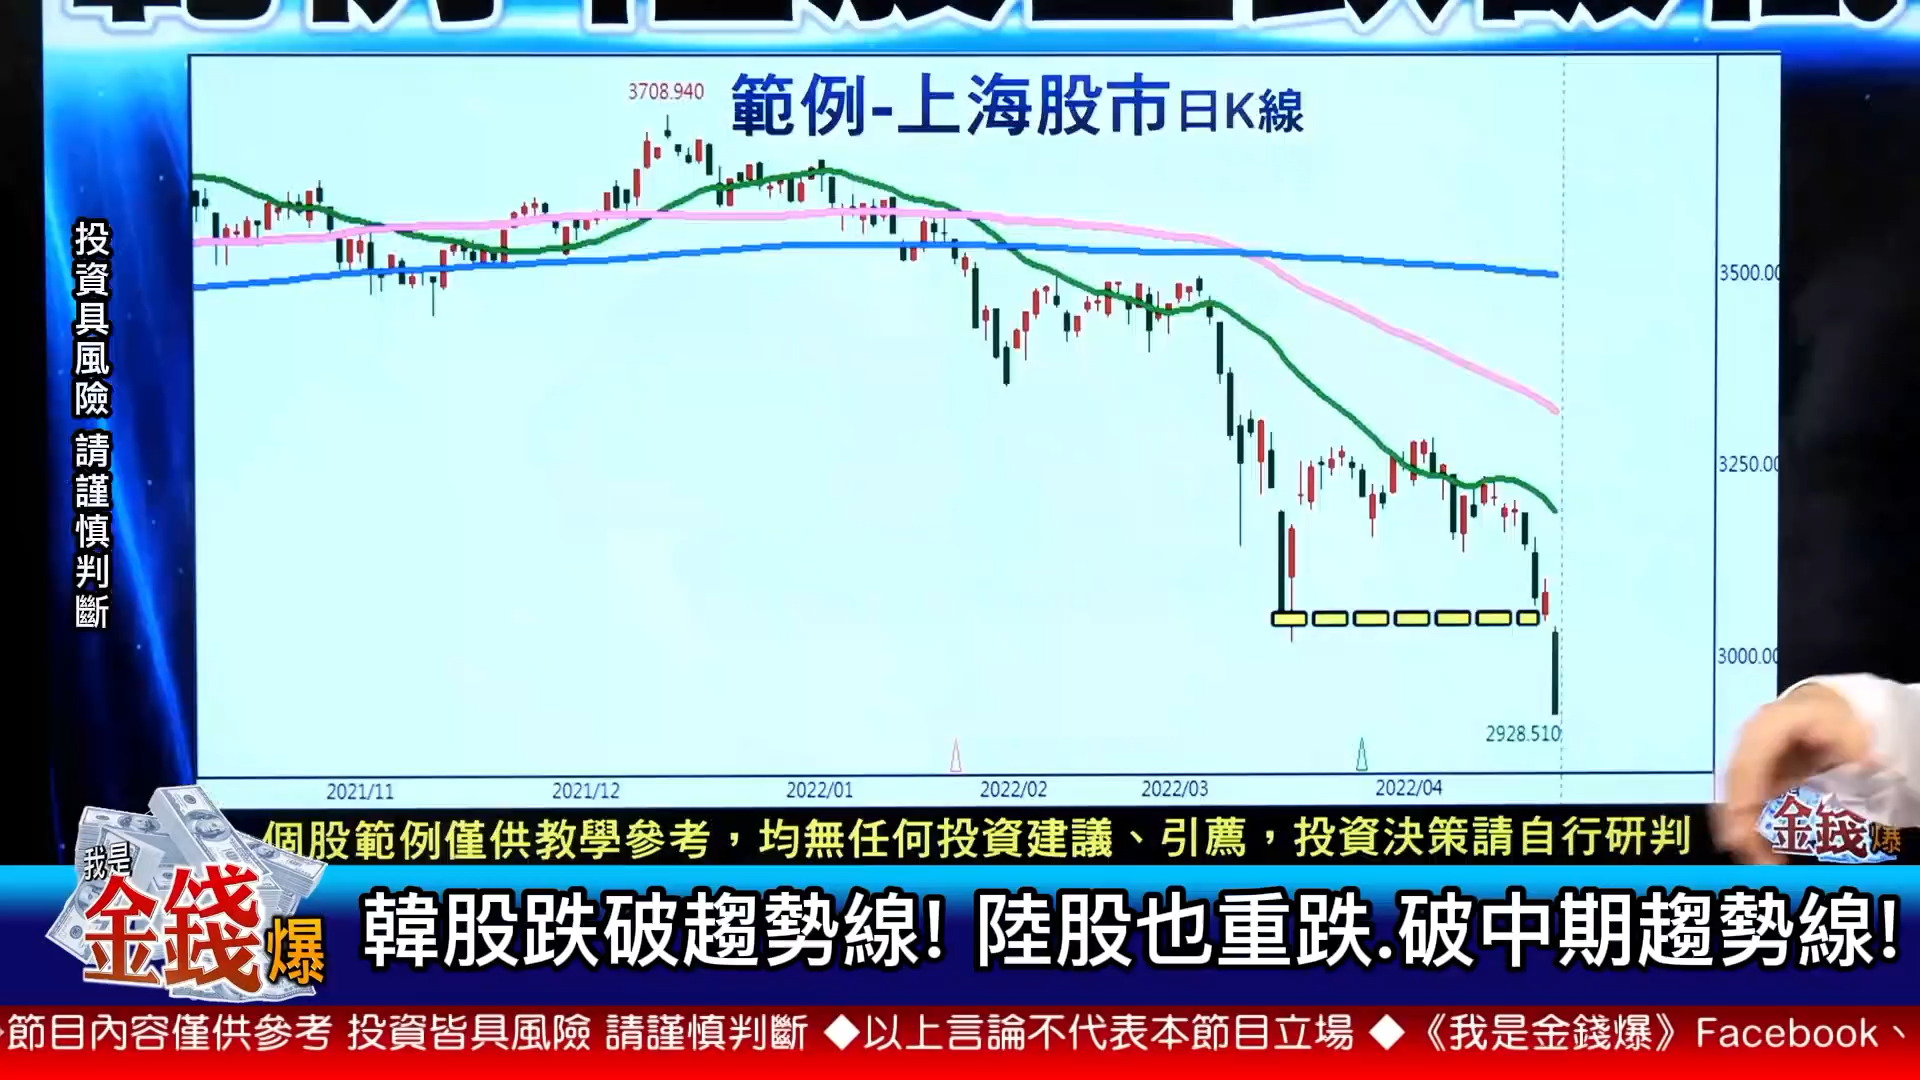 3708.940
範例-上海股市日K線
投資具風險 請謹慎判斷
3500.00
3250.00
3000.00
2928.510
2021/11
2021/12
2022/01
2022/02
2022/03
2022/04
個股範例僅供教學參考，均無任何投資建議、引薦，投資決策請自行研判
金錢爆
我是
金錢爆
韓股跌破趨勢線! 陸股也重跌.破中期趨勢線!
節目內容僅供參考 投資皆具風險 請謹慎判斷 ◆以上言論不代表本節目立場 ◆《我是金錢爆》Facebook、